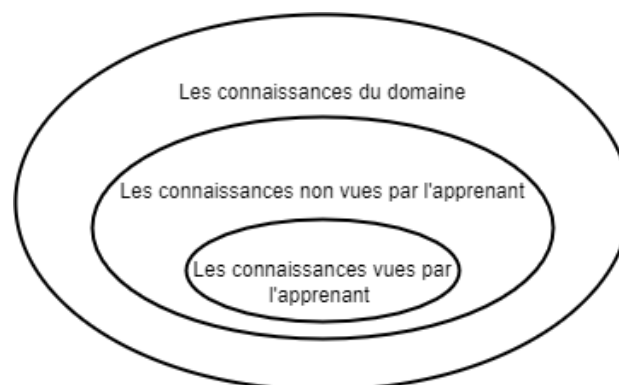 Les connaissances du domaine
Les connaissances non vues par l'apprenant
Les connaissances vues par
l'apprenant